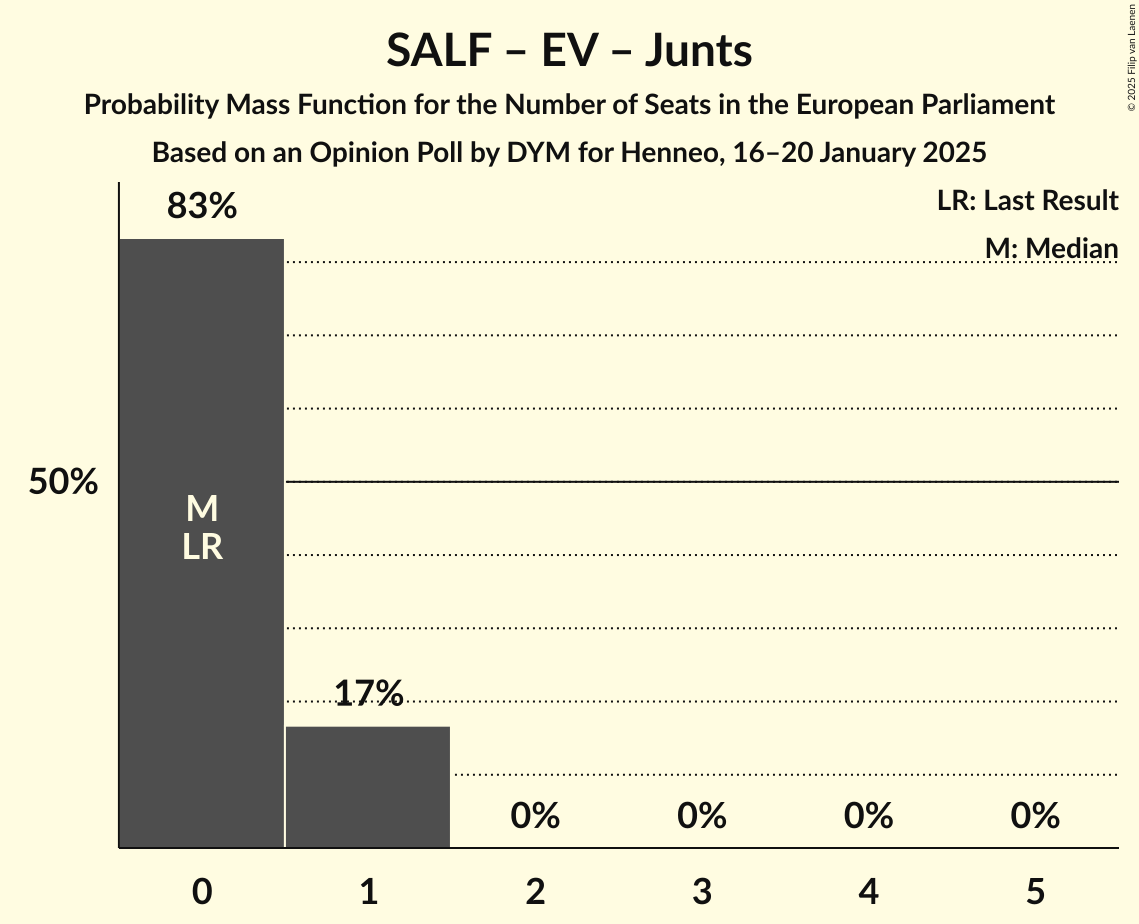 SALF – EV – Junts
Probability Mass Function for the Number of Seats in the European Parliament
Based on an Opinion Poll by DYM for Henneo, 16–20 January 2025
© 2025 Filip van Laenen
LR: Last Result
M: Median
83%
50%
M
LR
17%
0%
0%
0%
0%
0
1
2
3
4
5